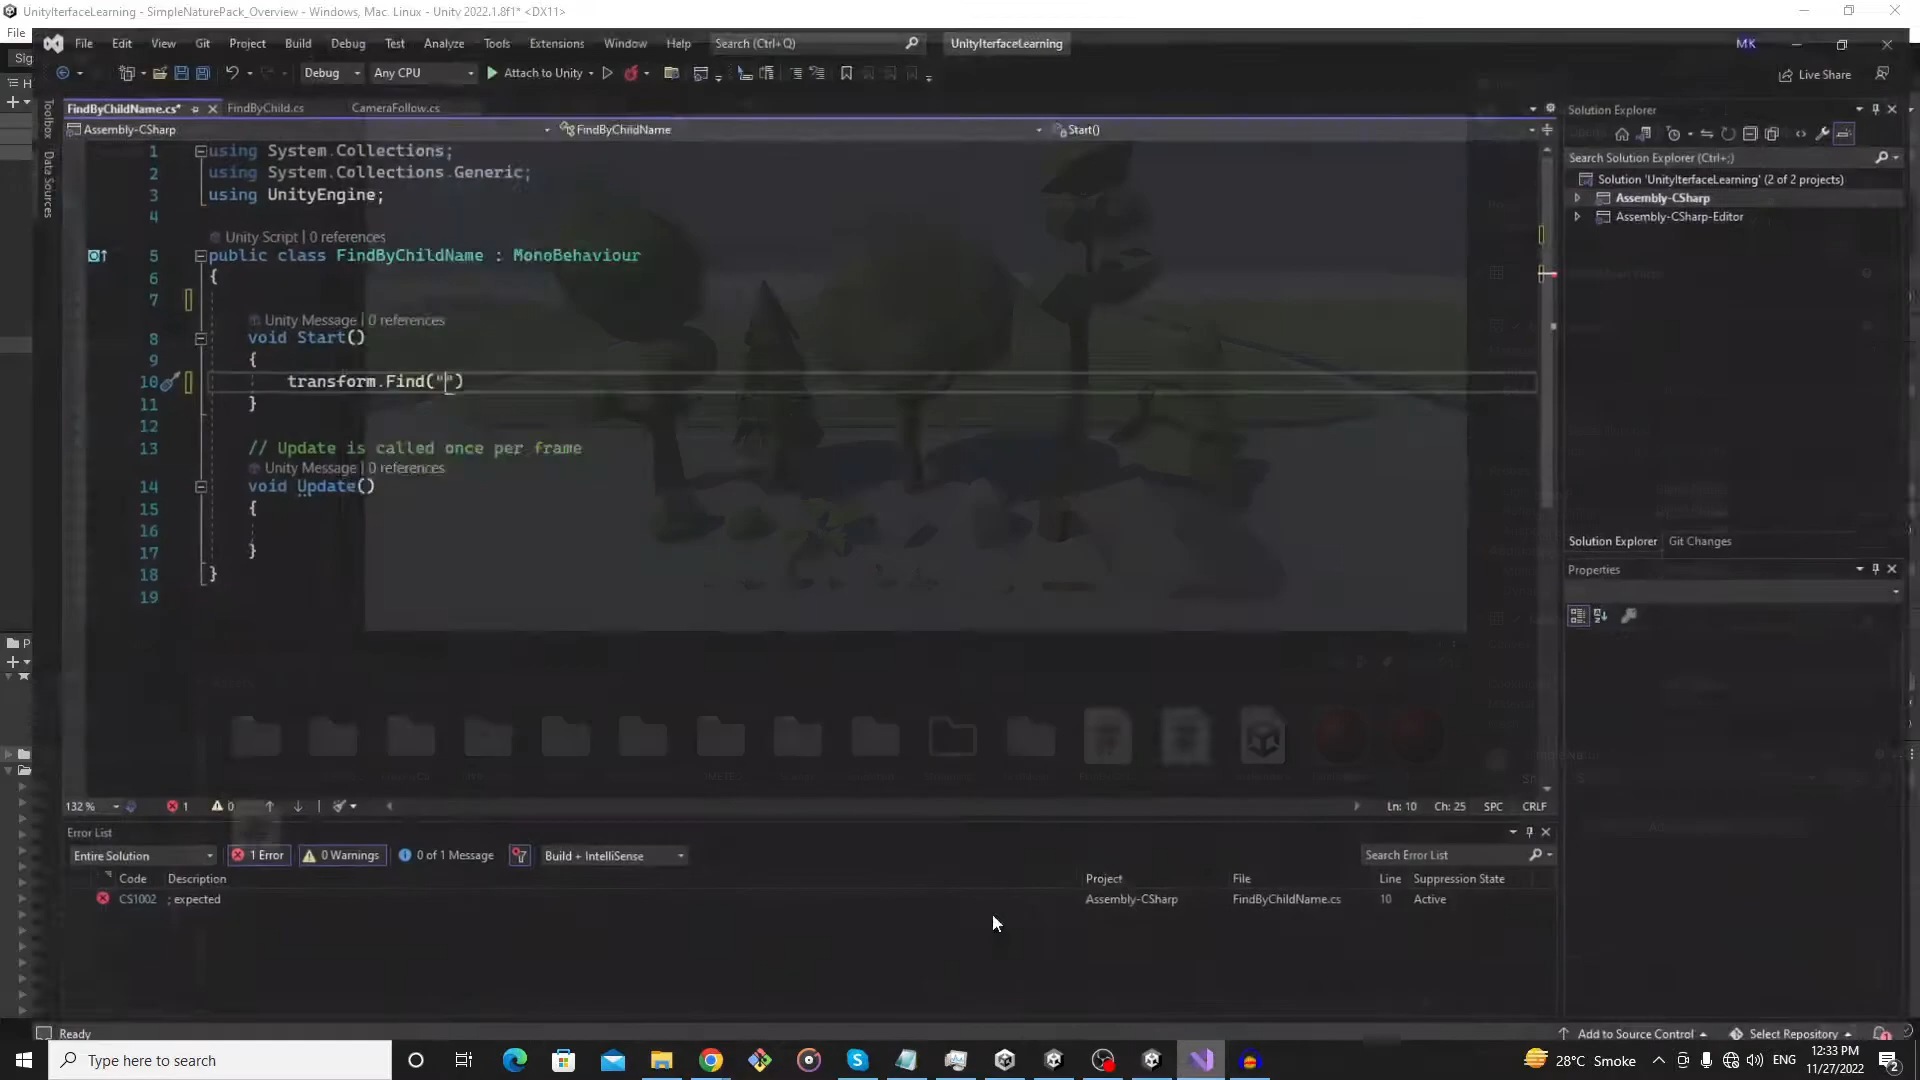 UnityIterfaceLearning - SimpleNaturePack_Overview - Windows, Mac, Linux - Unity 2022.1.8f1* <DX11>
File
File Edit View Git Project Build Debug Test Analyze Tools Extensions Window Help Search (Ctrl+Q) UnityIterfaceLearning MK
Sig
Debug Any CPU Attach to Unity Live Share
FindByChildName.cs* FindByChild.cs CameraFollow.cs
Assembly-CSharp FindByChildName Start()
Toolbox
Data Sources
1 using System.Collections;
2 using System.Collections.Generic;
3 using UnityEngine;
4
Unity Script | 0 references
5 public class FindByChildName : MonoBehaviour
6 {
7
Unity Message | 0 references
8 void Start()
9 {
10 transform.Find("")
11 }
12
13 // Update is called once per frame
Unity Message | 0 references
14 void Update()
15 {
16
17 }
18 }
19
Solution Explorer
Search Solution Explorer (Ctrl+;)
Solution 'UnityIterfaceLearning' (2 of 2 projects)
Assembly-CSharp
Assembly-CSharp-Editor
Solution Explorer Git Changes
Properties
132 % 1 0 Ln: 10 Ch: 25 SPC CRLF
Error List
Entire Solution 1 Error 0 Warnings 0 of 1 Message Build + IntelliSense Search Error List
Code Description Project File Line Suppression State
CS1002 ; expected Assembly-CSharp FindByChildName.cs 10 Active
Ready Add to Source Control Select Repository
Type here to search 28°C Smoke ENG 12:33 PM
11/27/2022
2